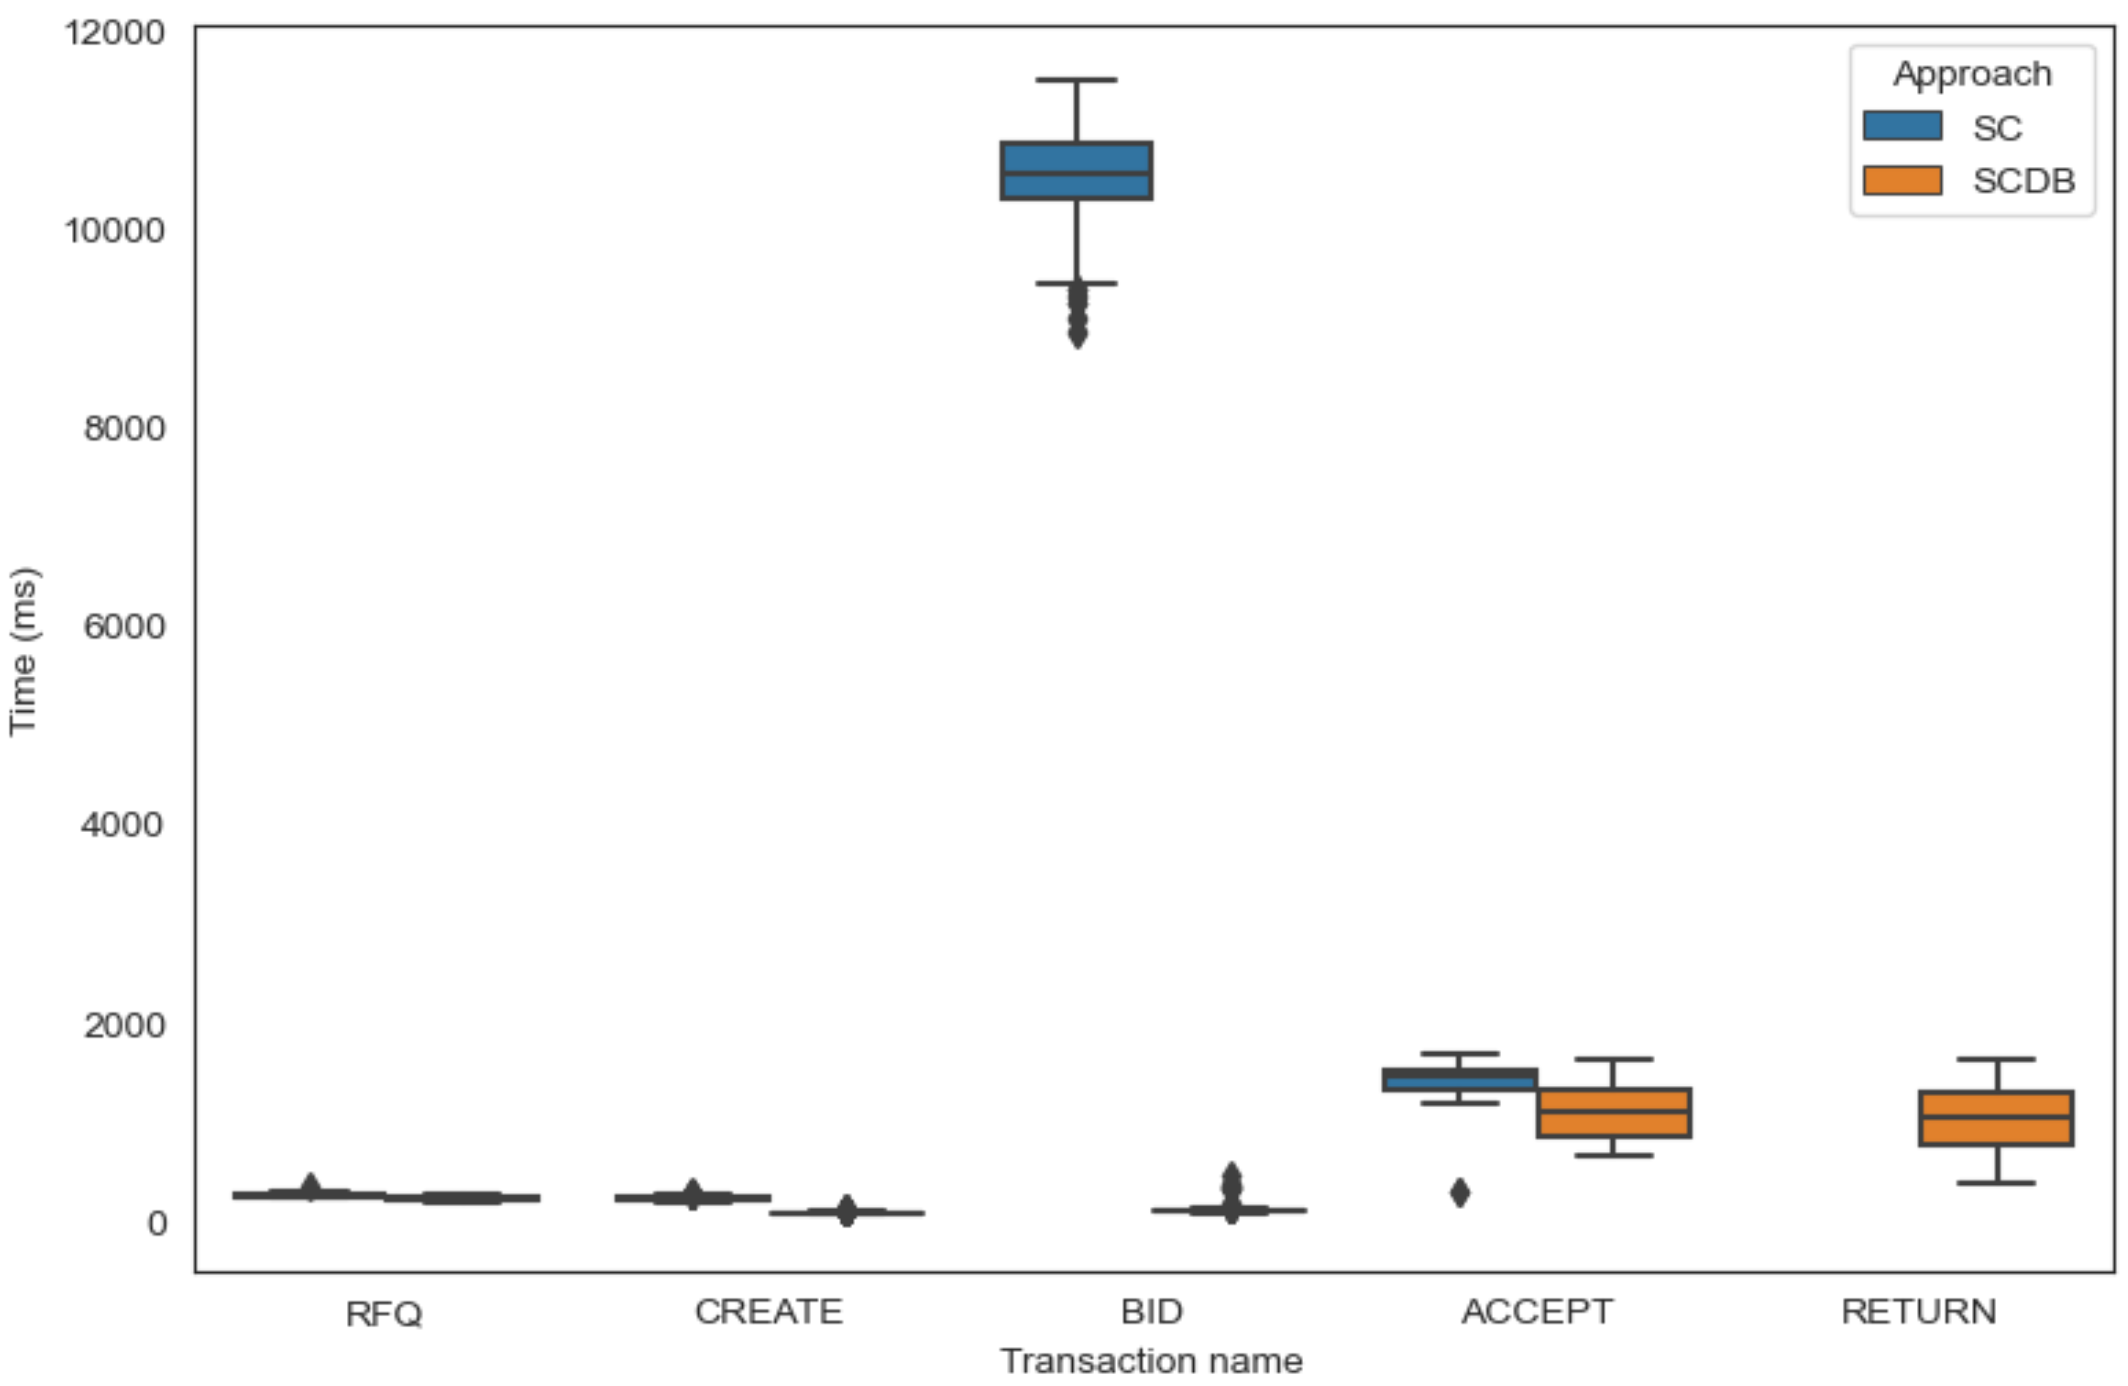 12000
10000
8000
6000
4000
2000
0
Time (ms)
Approach
SC
SCDB
RFQ
CREATE
BID
ACCEPT
RETURN
Transaction name